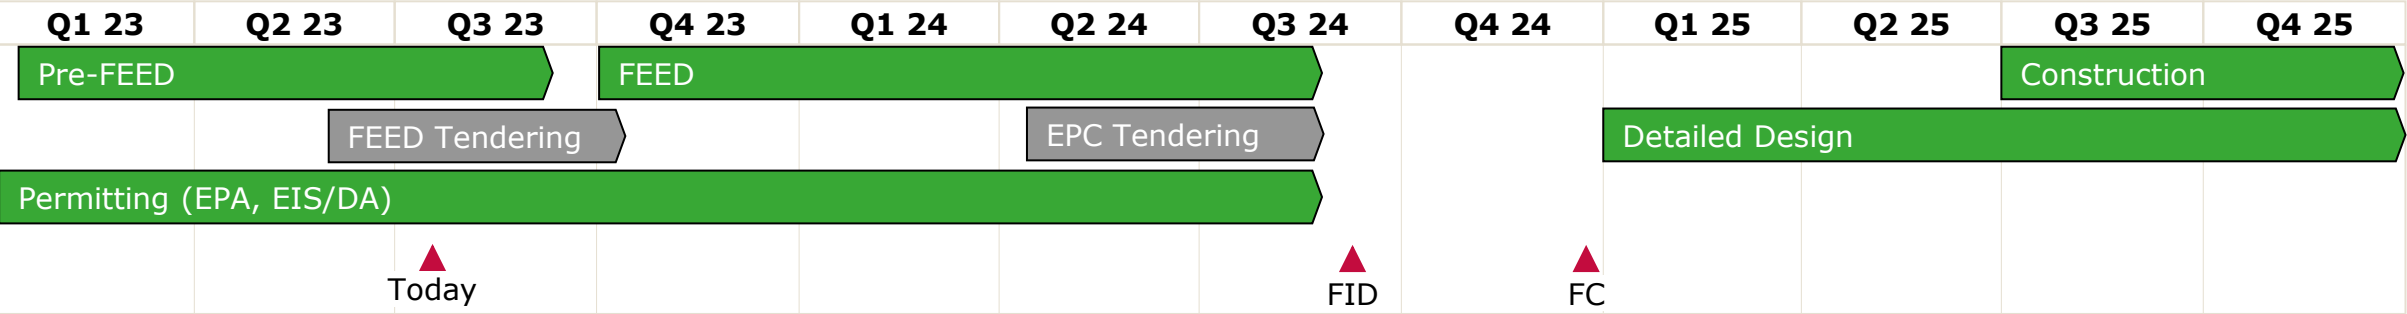 Q1 23 Q2 23 Q3 23 Q4 23 Q1 24 Q2 24 Q3 24 Q4 24 Q1 25 Q2 25 Q3 25 Q4 25
Pre-FEED FEED Construction
FEED Tendering EPC Tendering Detailed Design
Permitting (EPA, EIS/DA)
Today FID FC